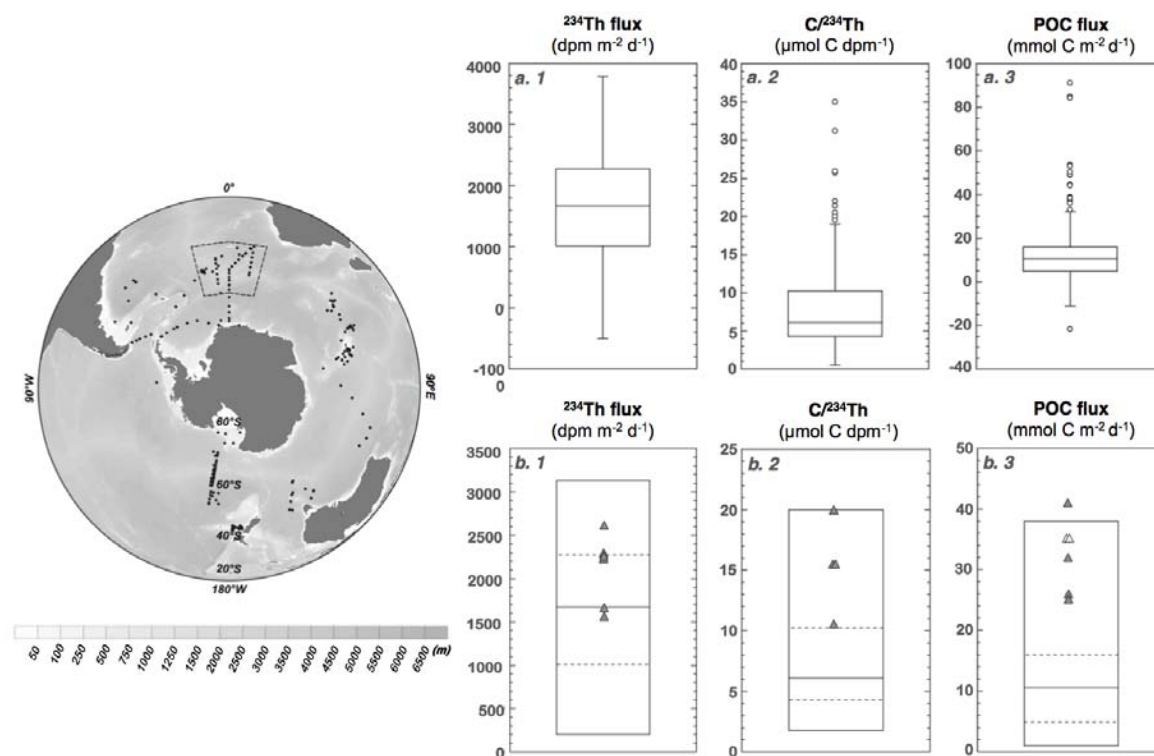 0°
90°W
90°E
60°S
60°S
40°S
20°S
180°W
50 100 250 500 750 1000 1250 1500 1750 2000 2500 3000 3500 4000 4500 5000 5500 6000 6500 (m)
²³⁴Th flux
(dpm m⁻² d⁻¹)
a. 1
4000
3000
2000
1000
0
-100
0
C/²³⁴Th
(µmol C dpm⁻¹)
a. 2
40
35
30
25
20
15
10
5
0
POC flux
(mmol C m⁻² d⁻¹)
a. 3
100
80
60
40
20
0
-20
-40
²³⁴Th flux
(dpm m⁻² d⁻¹)
b. 1
3500
3000
2500
2000
1500
1000
500
0
C/²³⁴Th
(µmol C dpm⁻¹)
b. 2
25
20
15
10
5
0
POC flux
(mmol C m⁻² d⁻¹)
b. 3
50
40
30
20
10
0